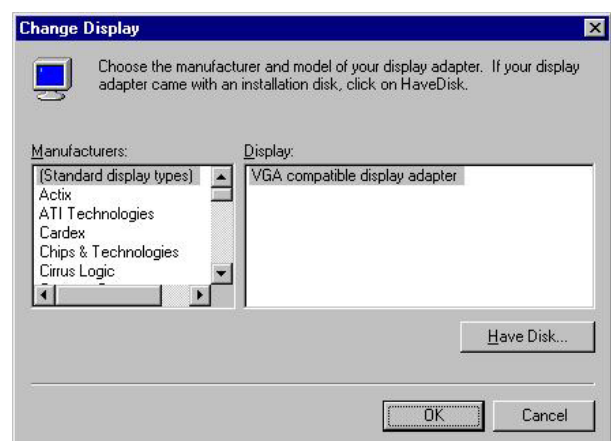 Change Display
Choose the manufacturer and model of your display adapter. If your display
adapter came with an installation disk, click on HaveDisk.
Manufacturers:
(Standard display types)
Actix
ATI Technologies
Cardex
Chips & Technologies
Cirrus Logic
Display:
VGA compatible display adapter
Have Disk...
OK
Cancel